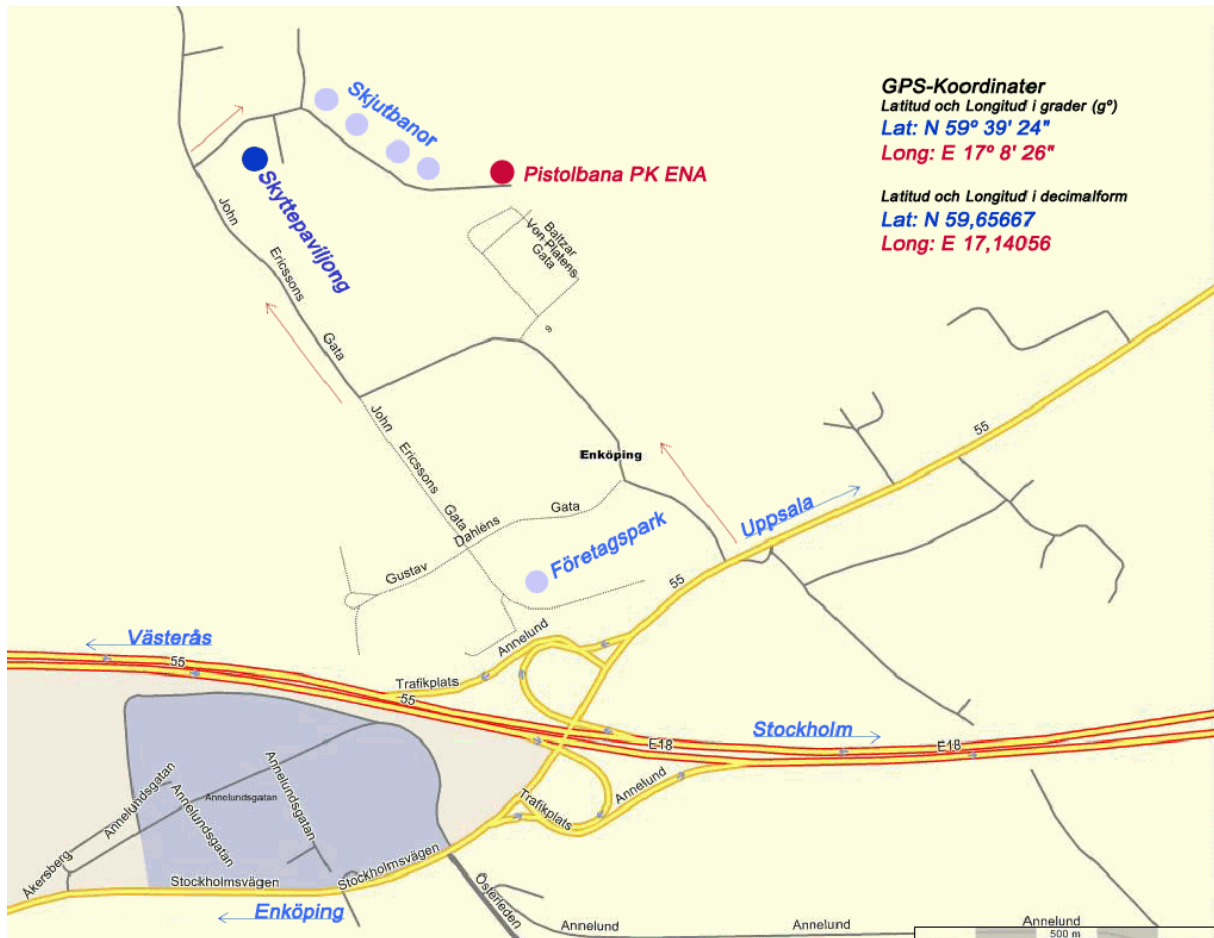 GPS-Koordinater
Latitud och Longitud i grader (gº)
Lat: N 59º 39' 24"
Long: E 17º 8' 26"
Latitud och Longitud i decimalform
Lat: N 59,65667
Long: E 17,14056
Skjutbanor
Pistolbana PK ENA
Skyttepaviljong
John
Ericssons
Gata
Baltzar
Von Platens
Gata
9
John
Ericssons
Gata
Enköping
55
Gata
Dahléns
Gustav
Företagspark
Uppsala
55
Västerås
55
Annelund
Trafikplats
55
E18
Stockholm
E18
Annelund
Trafikplats
Annelundsgatan
Annelundsgatan
Annelundsgatan
Annelundsgatan
Åkersberg
Stockholmsvägen
Stockholmsvägen
Enköping
Österleden
Annelund
Annelund
Annelund
500 m